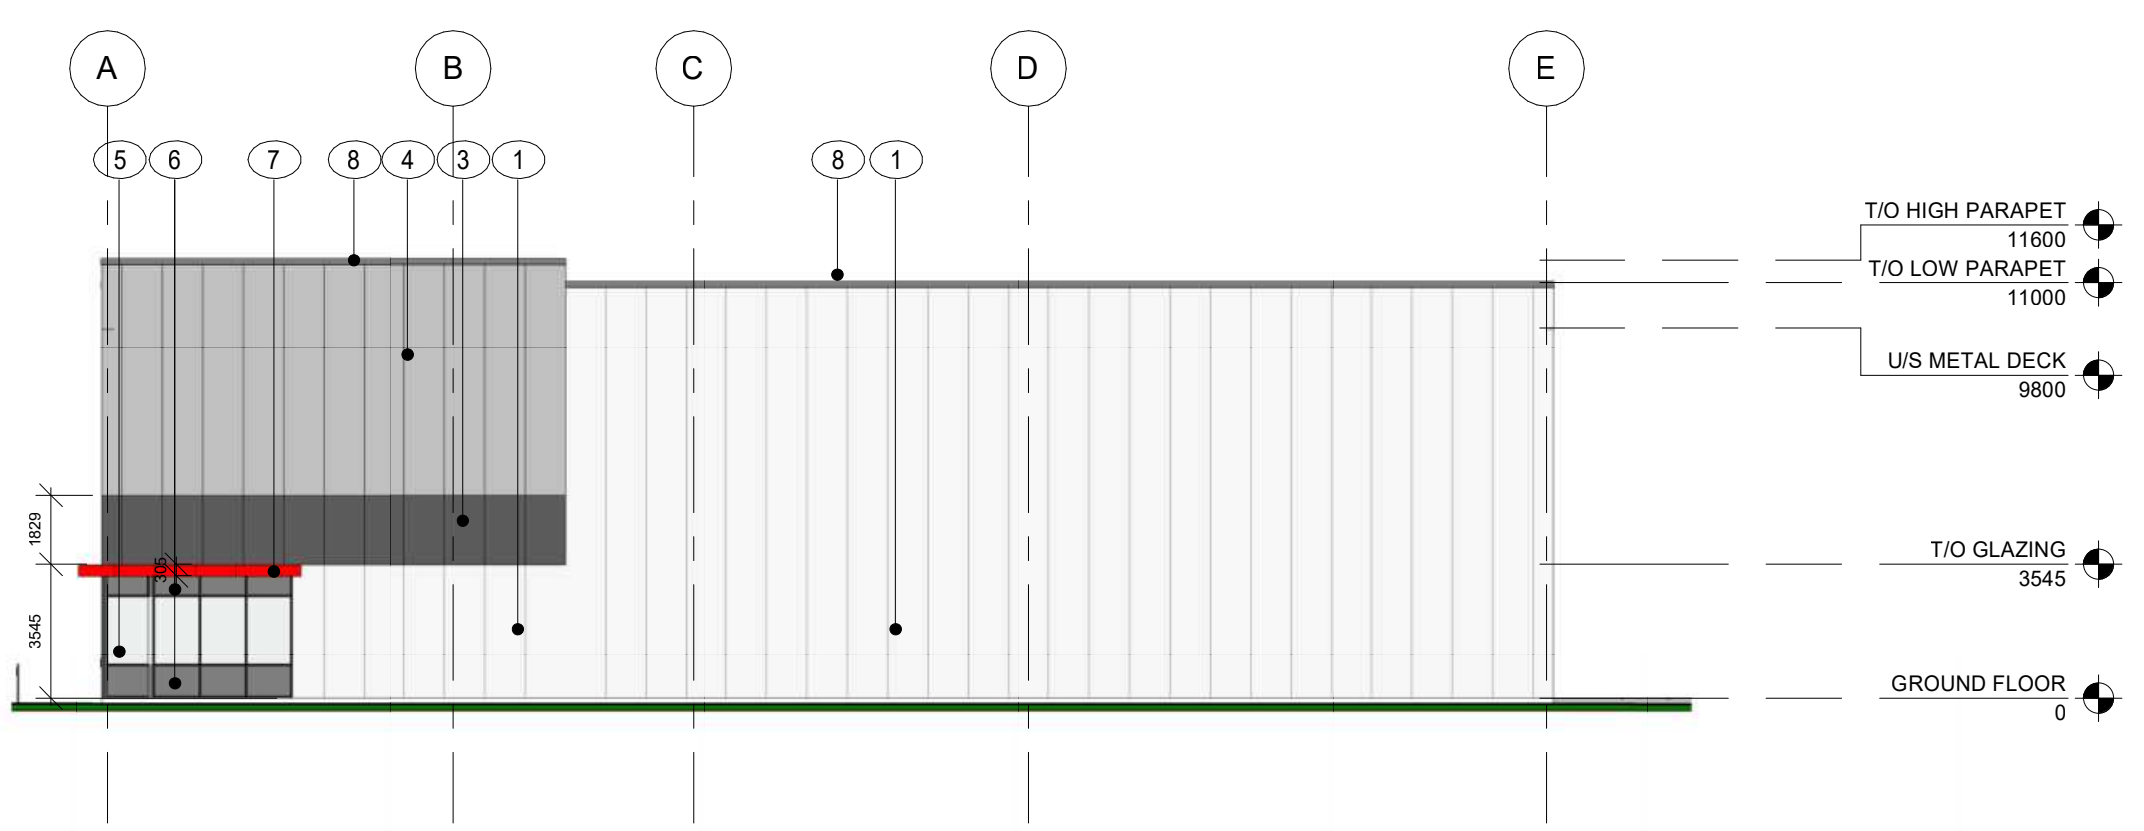 A B C D E
5 6 7 8 4 3 1 8 1
T/O HIGH PARAPET
11600
T/O LOW PARAPET
11000
U/S METAL DECK
9800
1829
305
T/O GLAZING
3545
3545
GROUND FLOOR
0